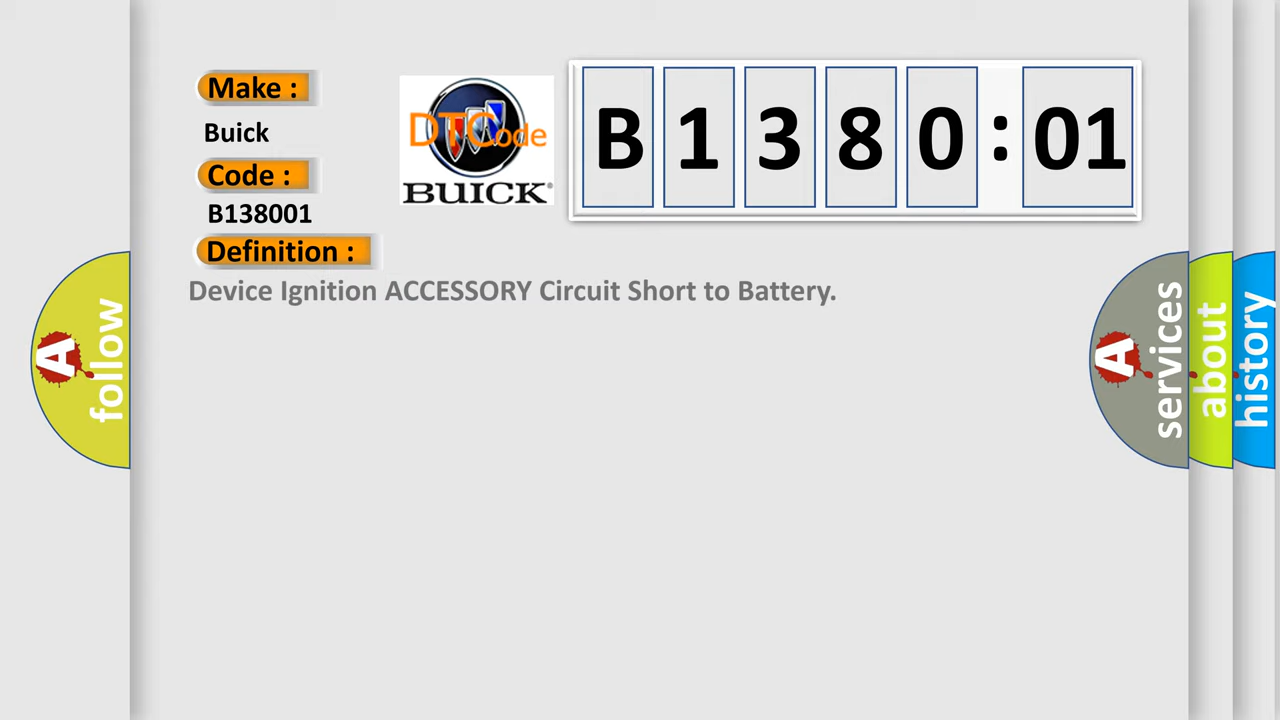 Make :
Buick
Code :
B138001
Definition :
Device Ignition ACCESSORY Circuit Short to Battery.
DTCode
BUICK®
B 1 3 8 0 : 01
A follow
A services
about
history